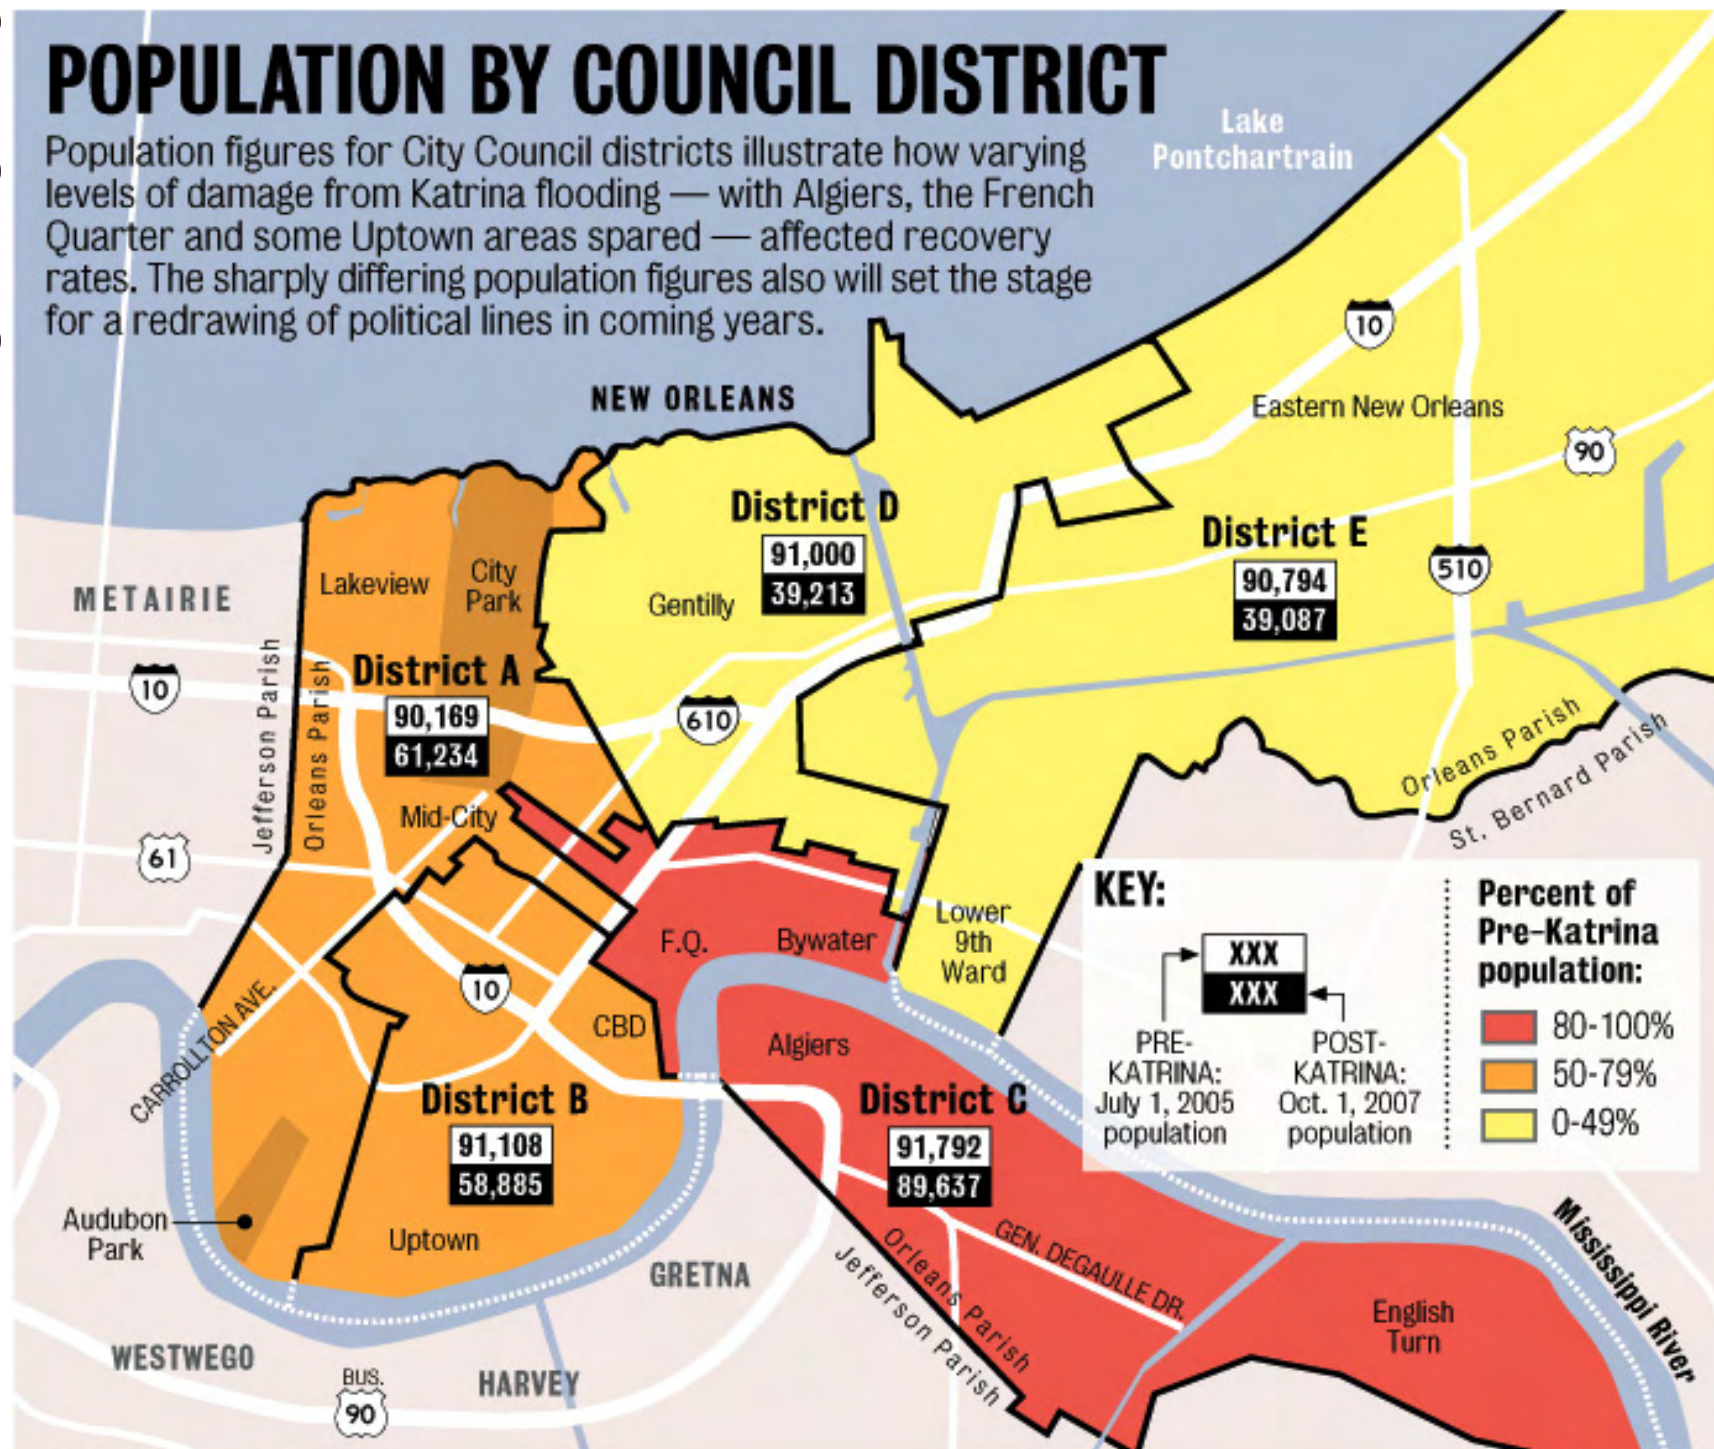 POPULATION BY COUNCIL DISTRICT
Population figures for City Council districts illustrate how varying
levels of damage from Katrina flooding — with Algiers, the French
Quarter and some Uptown areas spared — affected recovery
rates. The sharply differing population figures also will set the stage
for a redrawing of political lines in coming years.
Lake
Pontchartrain
NEW ORLEANS
10
Eastern New Orleans
90
District D
91,000
39,213
District E
90,794
39,087
510
Lakeview
City
Park
Gentilly
METAIRIE
10
Jefferson Parish
Orleans Parish
District A
90,169
61,234
610
Orleans Parish
St. Bernard Parish
Mid-City
61
Lower
9th
Ward
F.Q.
Bywater
10
CARROLLTON AVE.
CBD
Algiers
District B
91,108
58,885
District C
91,792
89,637
Audubon
Park
Uptown
GRETNA
Orleans Parish
Jefferson Parish
GEN. DEGAULLE DR.
English
Turn
Mississippi River
WESTWEGO
HARVEY
BUS.
90
KEY:
XXX
XXX
PRE-
KATRINA:
July 1, 2005
population
POST-
KATRINA:
Oct. 1, 2007
population
Percent of
Pre-Katrina
population:
80-100%
50-79%
0-49%